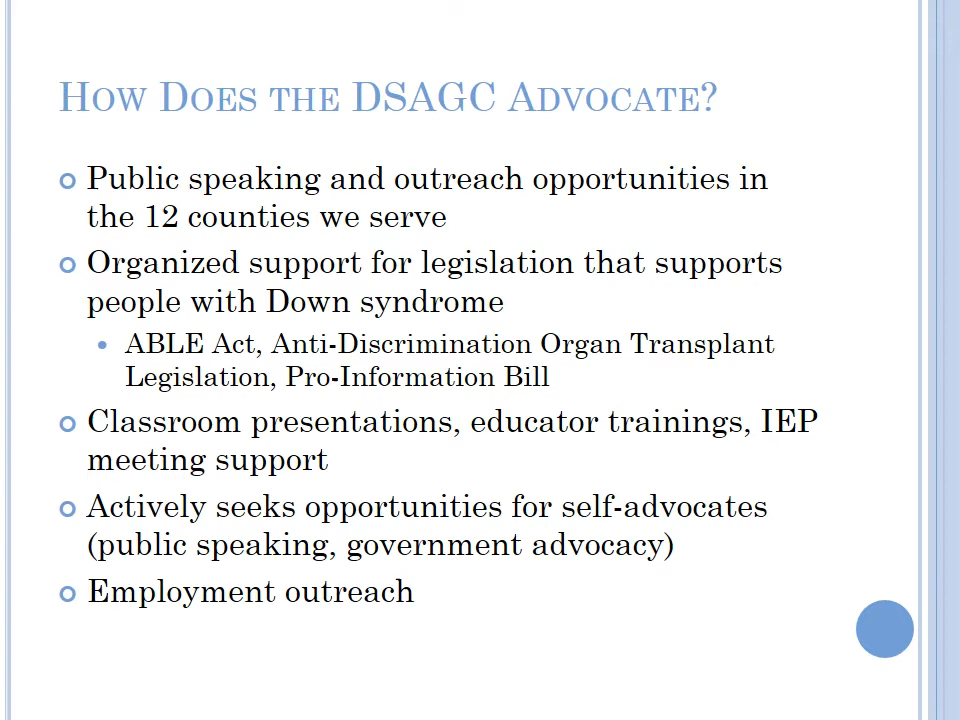 How Does the DSAGC Advocate?
Public speaking and outreach opportunities in
the 12 counties we serve
Organized support for legislation that supports
people with Down syndrome
ABLE Act, Anti-Discrimination Organ Transplant
Legislation, Pro-Information Bill
Classroom presentations, educator trainings, IEP
meeting support
Actively seeks opportunities for self-advocates
(public speaking, government advocacy)
Employment outreach